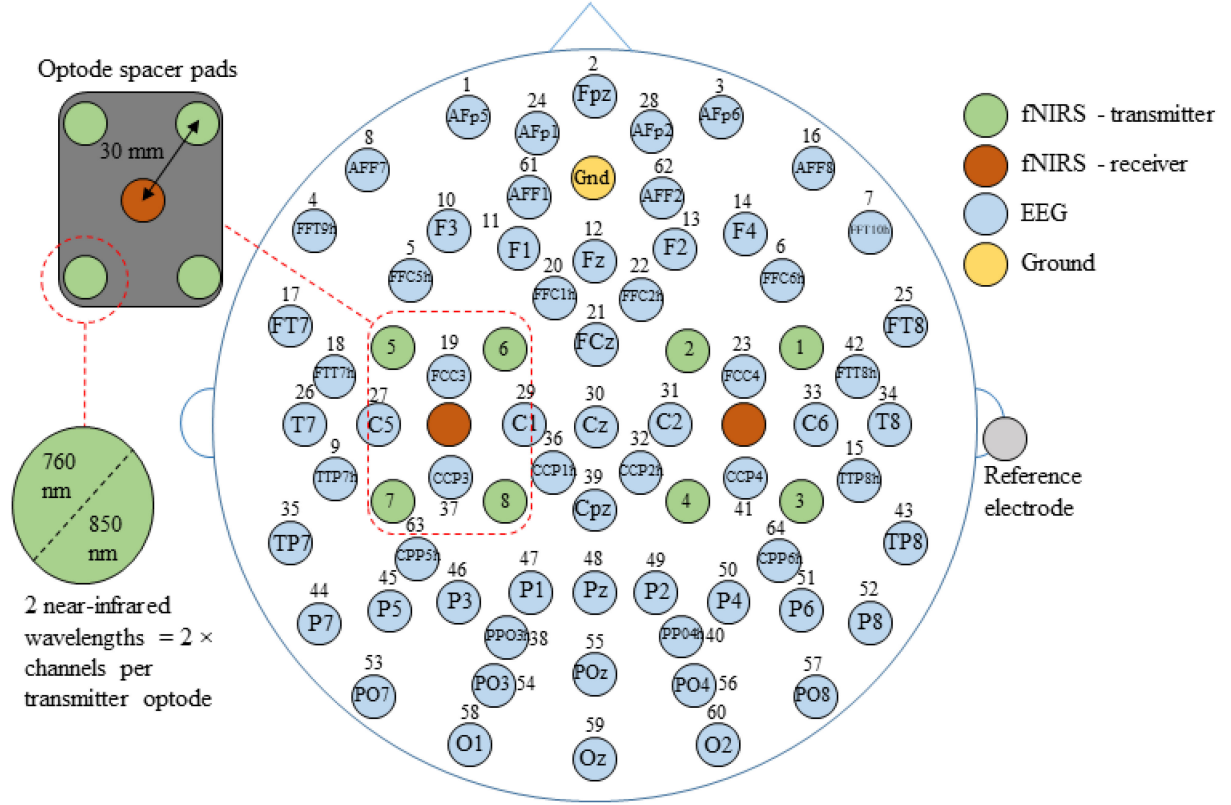 Optode spacer pads
30 mm
760
nm
850
nm
2 near-infrared
wavelengths = 2 ×
channels per
transmitter optode
fNIRS - transmitter
fNIRS - receiver
EEG
Ground
Reference
electrode
2
Fpz
1
AFp5
3
AFp6
24
AFp1
28
AFp2
8
AFF7
16
AFF8
61
AFF1
Gnd
62
AFF2
4
FFT9h
10
F3
11
F1
12
Fz
13
F2
14
F4
7
FFT10h
5
FFC5h
6
FFC6h
20
FFC1h
22
FFC2h
17
FT7
21
FCz
25
FT8
5
6
2
1
18
FTT7h
19
FCC3
23
FCC4
42
FTT8h
26
T7
27
C5
29
C1
30
Cz
31
C2
33
C6
34
T8
9
TTP7h
CCP3
37
36
CCP1h
32
CCP2h
CCP4
41
15
TTP8h
7
8
39
Cpz
4
3
35
TP7
43
TP8
63
CPP5h
64
CPP6h
44
P7
45
P5
46
P3
47
P1
48
Pz
49
P2
50
P4
51
P6
52
P8
PPO3h
38
PP04h
40
53
PO7
PO3
54
55
POz
PO4
56
57
PO8
58
O1
59
Oz
60
O2